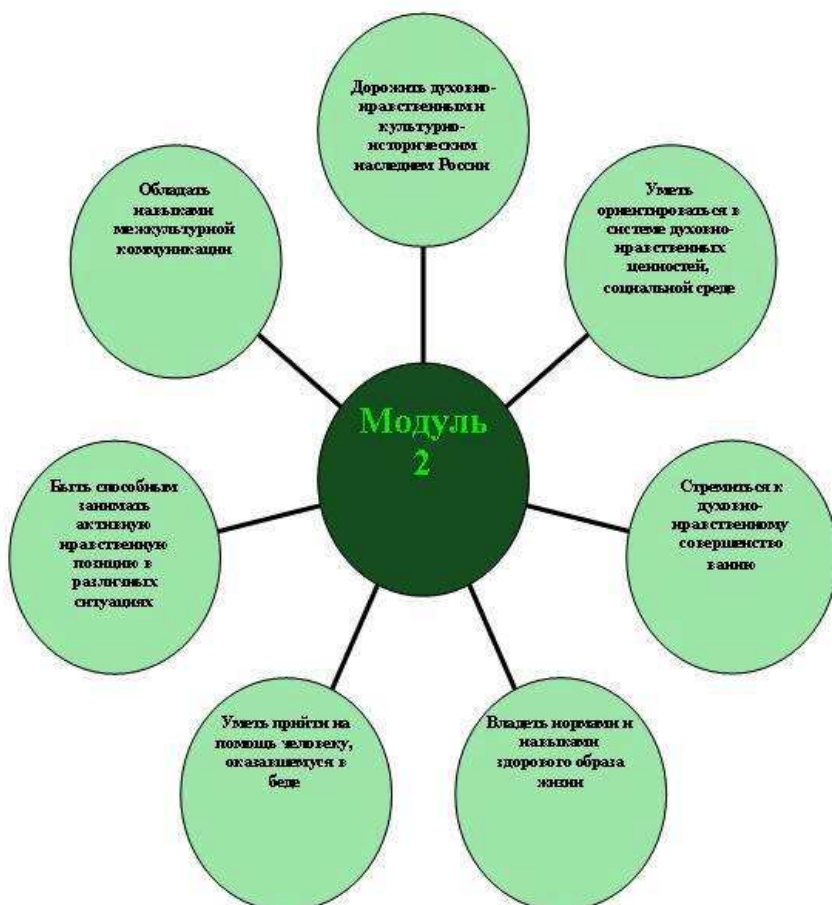 Дорожить духовно-
нравственным и
культурно-
историческим
наследием России
Уметь
ориентироваться в
системе духовно-
нравственных
ценностей,
социальной среде
Стремиться к
духовно-
нравственному
совершенство
ванию
Владеть нормами и
навыками
здорового образа
жизни
Уметь прийти на
помощь человеку,
оказавшемуся в
беде
Быть способным
занимать
активную
нравственную
позицию в
различных
ситуациях
Обладать
навыками
межкультурной
коммуникации
Модуль
2